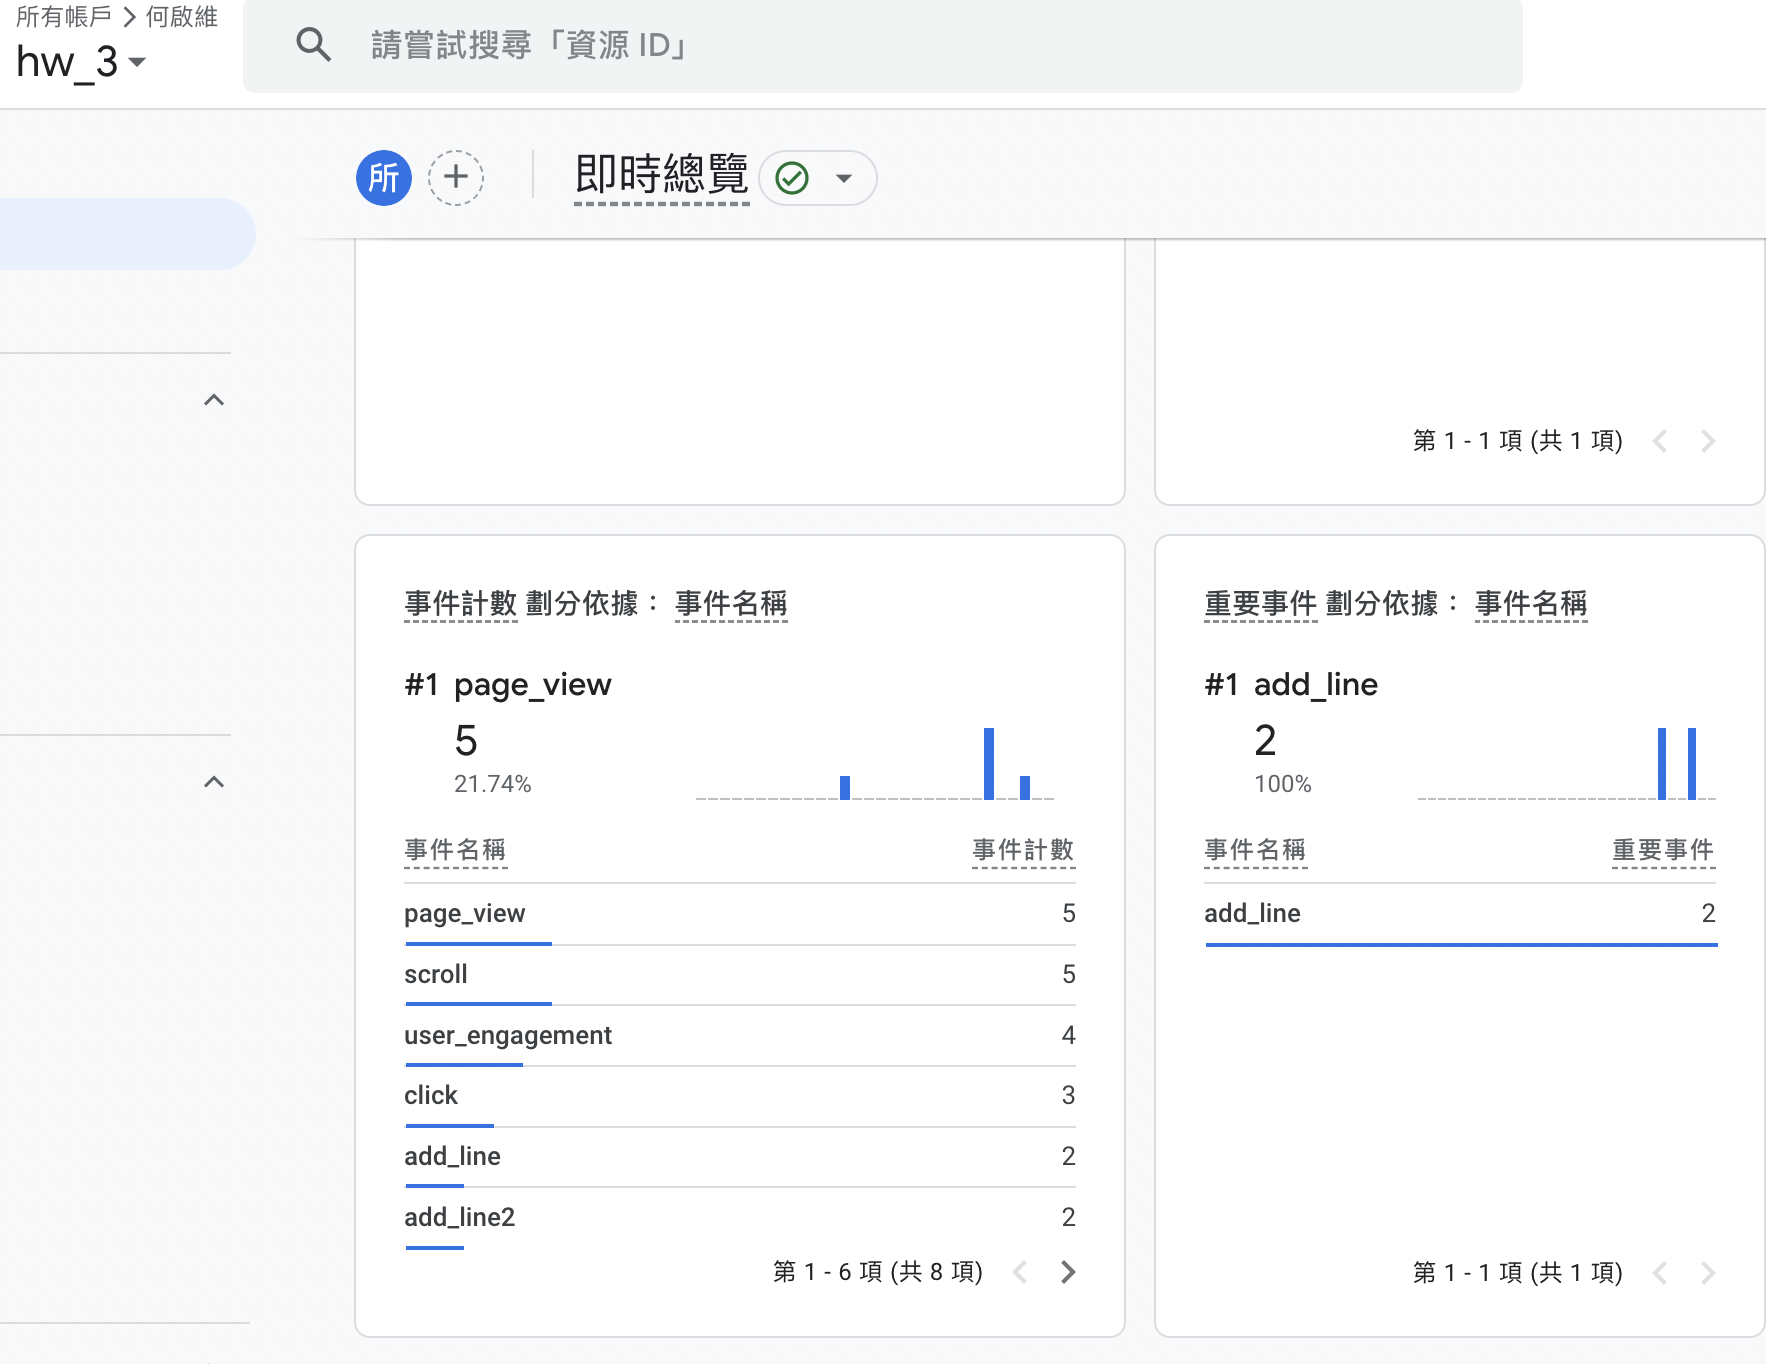 所有帳戶 > 何啟維
hw_3
請嘗試搜尋「資源 ID」
所
即時總覽
第 1 - 1 項 (共 1 項)
事件計數 劃分依據： 事件名稱
#1 page_view
5
21.74%
事件名稱 事件計數
page_view 5
scroll 5
user_engagement 4
click 3
add_line 2
add_line2 2
第 1 - 6 項 (共 8 項)
重要事件 劃分依據： 事件名稱
#1 add_line
2
100%
事件名稱 重要事件
add_line 2
第 1 - 1 項 (共 1 項)